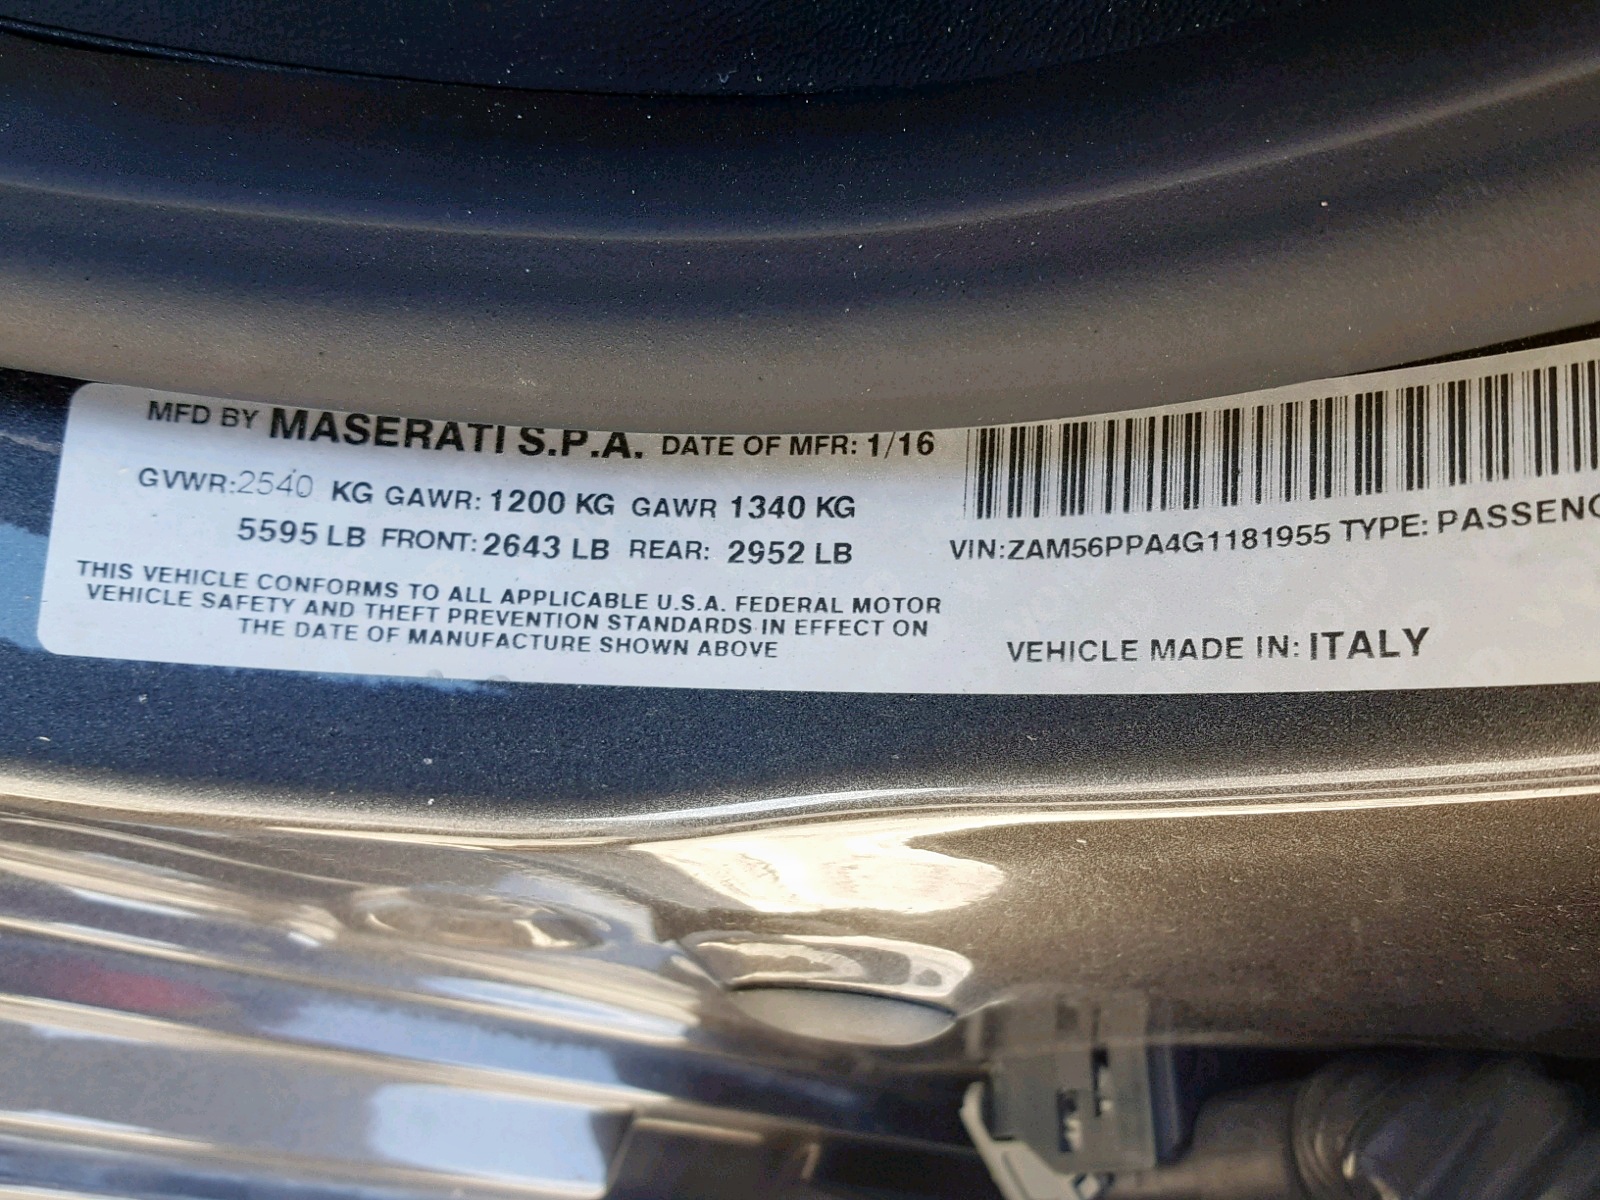 MFD BY MASERATI S.P.A. DATE OF MFR: 1/16
GVWR:2540 KG GAWR: 1200 KG GAWR 1340 KG
5595 LB FRONT: 2643 LB REAR: 2952 LB
THIS VEHICLE CONFORMS TO ALL APPLICABLE U.S.A. FEDERAL MOTOR
VEHICLE SAFETY AND THEFT PREVENTION STANDARDS IN EFFECT ON
THE DATE OF MANUFACTURE SHOWN ABOVE
VIN:ZAM56PPA4G1181955 TYPE: PASSENG
VEHICLE MADE IN: ITALY